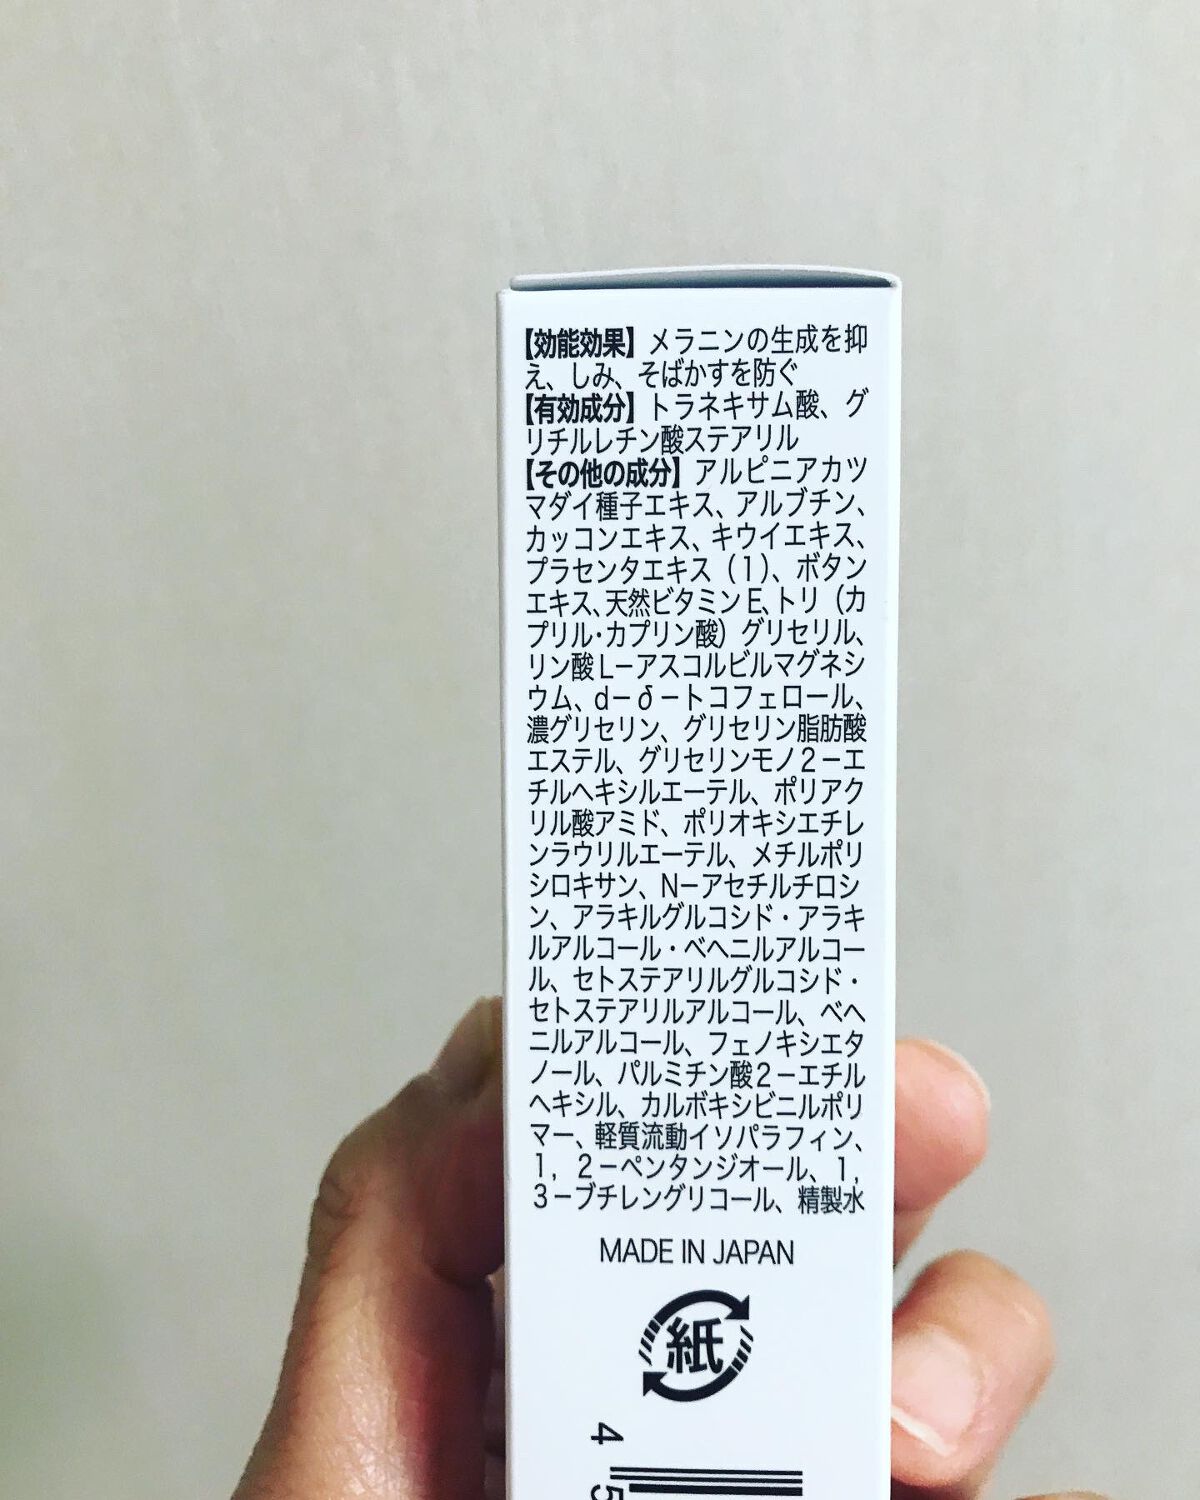 【効能効果】メラニンの生成を抑
え、しみ、そばかすを防ぐ
【有効成分】トラネキサム酸、グ
リチルレチン酸ステアリル
【その他の成分】アルピニアカツ
マダイ種子エキス、アルブチン、
カッコンエキス、キウイエキス、
プラセンタエキス（1）、ボタン
エキス、天然ビタミンE、トリ（カ
プリル・カプリン酸）グリセリル、
リン酸L－アスコルビルマグネシ
ウム、d－δ－トコフェロール、
濃グリセリン、グリセリン脂肪酸
エステル、グリセリンモノ2－エ
チルヘキシルエーテル、ポリアク
リル酸アミド、ポリオキシエチレ
ンラウリルエーテル、メチルポリ
シロキサン、N－アセチルチロシ
ン、アラキルグルコシド・アラキ
ルアルコール・ベヘニルアルコー
ル、セトステアリルグルコシド・
セトステアリルアルコール、ベヘ
ニルアルコール、フェノキシエタ
ノール、パルミチン酸2－エチル
ヘキシル、カルボキシビニルポリ
マー、軽質流動イソパラフィン、
1，2－ペンタンジオール、1，
3－ブチレングリコール、精製水
MADE IN JAPAN
紙
4 5